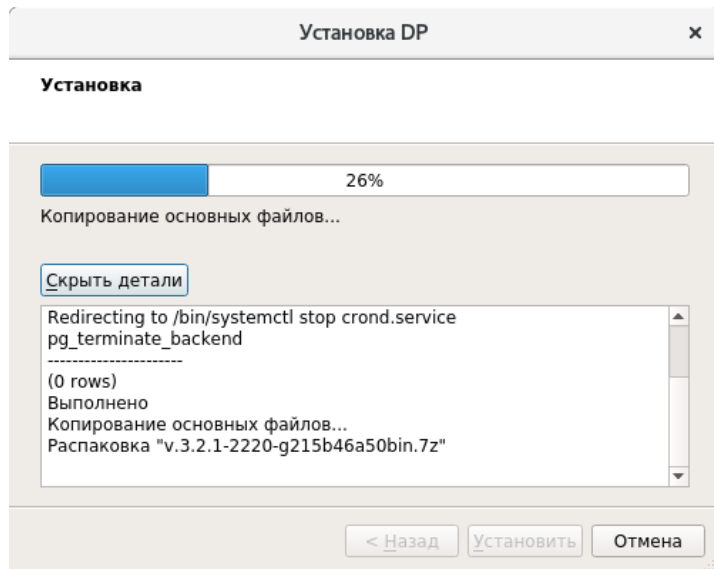 Установка DP
Установка
26%
Копирование основных файлов...
Скрыть детали
Redirecting to /bin/systemctl stop crond.service
pg_terminate_backend
----------------------
(0 rows)
Выполнено
Копирование основных файлов...
Распаковка "v.3.2.1-2220-g215b46a50bin.7z"
< Назад
Установить
Отмена